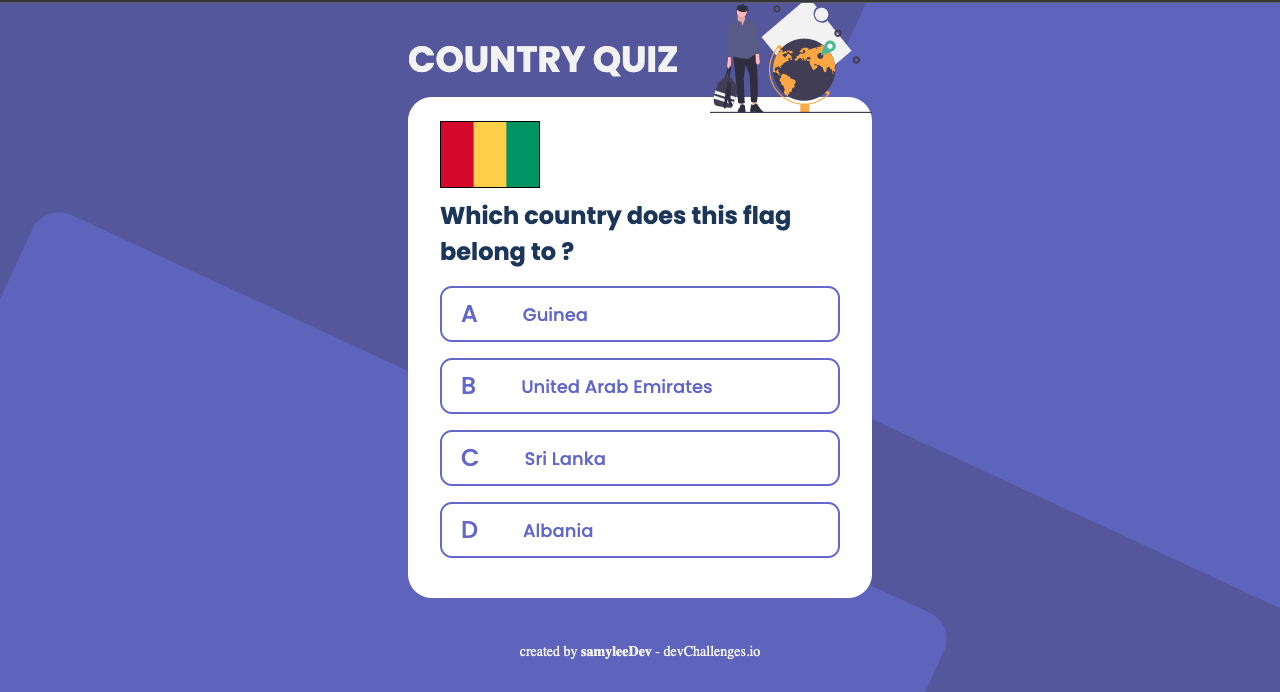 COUNTRY QUIZ
Which country does this flag
belong to ?
A Guinea
B United Arab Emirates
C Sri Lanka
D Albania
created by samyleeDev - devChallenges.io